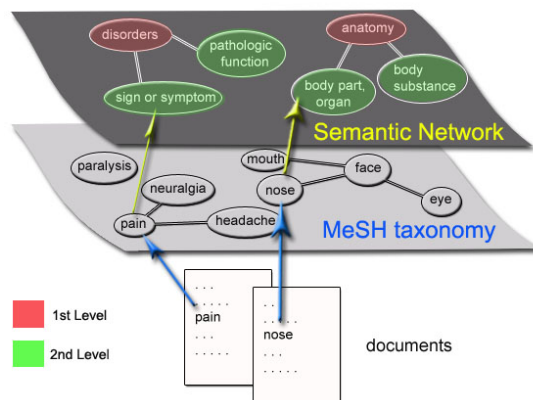 disorders
anatomy
pathologic
function
body
substance
sign or symptom
body part,
organ
Semantic Network
mouth
paralysis
face
neuralgia
nose
eye
pain
headache
MeSH taxonomy
. . .
. . . . .
pain
. . .
. . . . .
. . .
. . . . .
nose
. . .
. . . . .
1st Level
2nd Level
documents